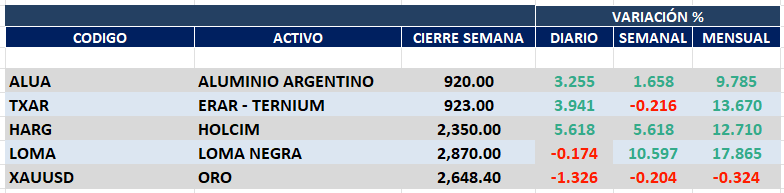 VARIACIÓN %
CODIGO ACTIVO CIERRE SEMANA DIARIO SEMANAL MENSUAL
ALUA ALUMINIO ARGENTINO 920.00 3.255 1.658 9.785
TXAR ERAR - TERNIUM 923.00 3.941 -0.216 13.670
HARG HOLCIM 2,350.00 5.618 5.618 12.710
LOMA LOMA NEGRA 2,870.00 -0.174 10.597 17.865
XAUUSD ORO 2,648.40 -1.326 -0.204 -0.324